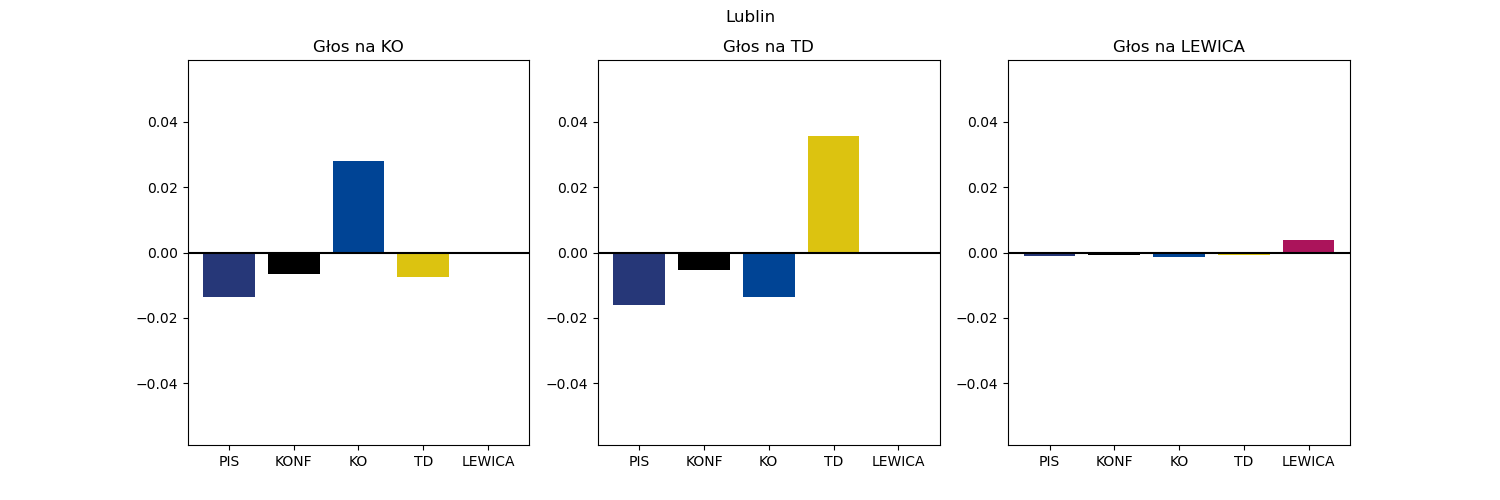 Lublin
Głos na KO
0.04
0.02
0.00
−0.02
−0.04
PIS KONF KO TD LEWICA
Głos na TD
0.04
0.02
0.00
−0.02
−0.04
PIS KONF KO TD LEWICA
Głos na LEWICA
0.04
0.02
0.00
−0.02
−0.04
PIS KONF KO TD LEWICA